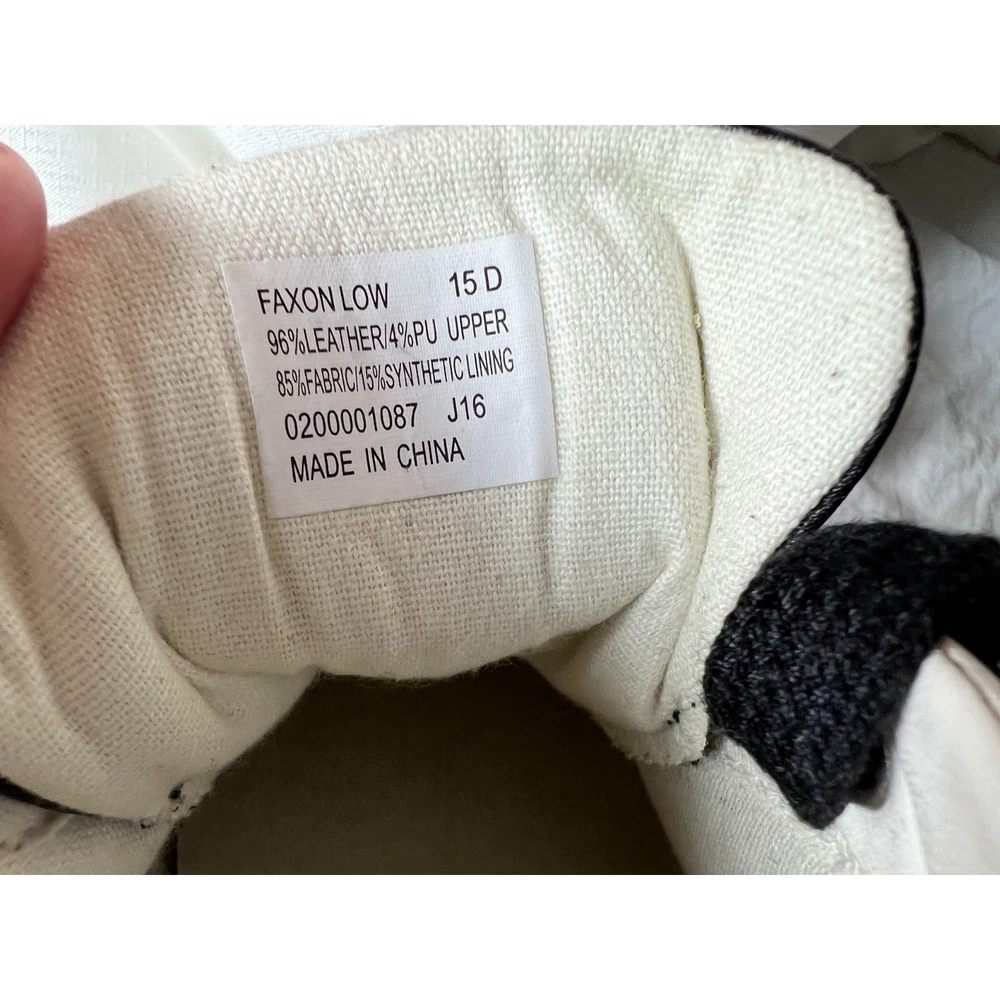 FAXON LOW 15 D
96%LEATHER/4%PU UPPER
85%FABRIC/15%SYNTHETIC LINING
0200001087 J16
MADE IN CHINA